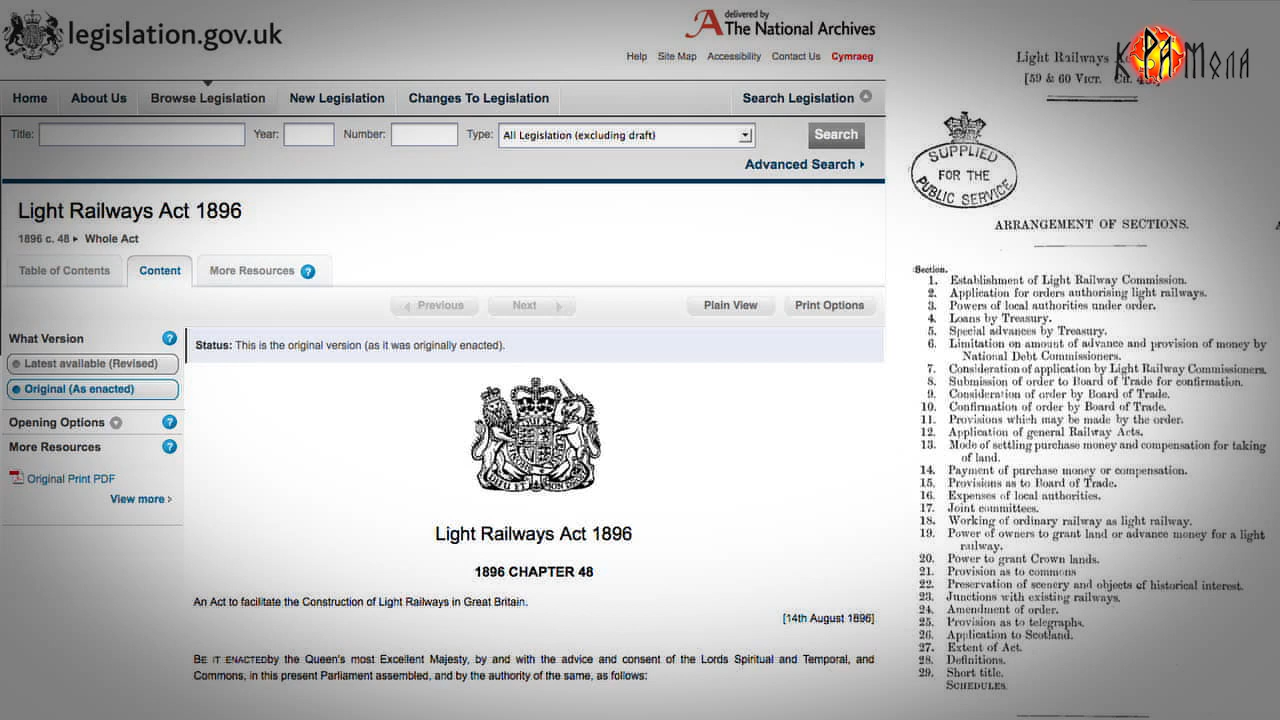 legislation.gov.uk
delivered by
The National Archives
Help Site Map Accessibility Contact Us Cymraeg
Home About Us Browse Legislation New Legislation Changes To Legislation Search Legislation
Title: Year: Number: Type: All Legislation (excluding draft) Search
Advanced Search
Light Railways Act 1896
1896 c. 48 ▸ Whole Act
Table of Contents Content More Resources ?
Previous Next Plain View Print Options
What Version ?
Latest available (Revised)
Original (As enacted)
Opening Options ?
More Resources ?
Original Print PDF
View more
Status: This is the original version (as it was originally enacted).
Light Railways Act 1896
1896 CHAPTER 48
An Act to facilitate the Construction of Light Railways in Great Britain.
[14th August 1896]
BE IT ENACTEDby the Queen's most Excellent Majesty, by and with the advice and consent of the Lords Spiritual and Temporal, and
Commons, in this present Parliament assembled, and by the authority of the same, as follows:
КРАМола
Light Railways
[59 & 60 VICT. CH.
SUPPLIED
FOR THE
PUBLIC SERVICE
ARRANGEMENT OF SECTIONS.
Section.
1. Establishment of Light Railway Commission.
2. Application for orders authorising light railways.
3. Powers of local authorities under order.
4. Loans by Treasury.
5. Special advances by Treasury.
6. Limitation on amount of advance and provision of money by
National Debt Commissioners.
7. Consideration of application by Light Railway Commissioners.
8. Submission of order to Board of Trade for confirmation.
9. Consideration of order by Board of Trade.
10. Confirmation of order by Board of Trade.
11. Provisions which may be made by the order.
12. Application of general Railway Acts.
13. Mode of settling purchase money and compensation for taking
of land.
14. Payment of purchase money or compensation.
15. Provisions as to Board of Trade.
16. Expenses of local authorities.
17. Joint committees.
18. Working of ordinary railway as light railway.
19. Power of owners to grant land or advance money for a light
railway.
20. Power to grant Crown lands.
21. Provision as to commons
22. Preservation of scenery and objects of historical interest.
23. Junctions with existing railways.
24. Amendment of order.
25. Provision as to telegraphs.
26. Application to Scotland.
27. Extent of Act.
28. Definitions.
29. Short title.
SCHEDULES.